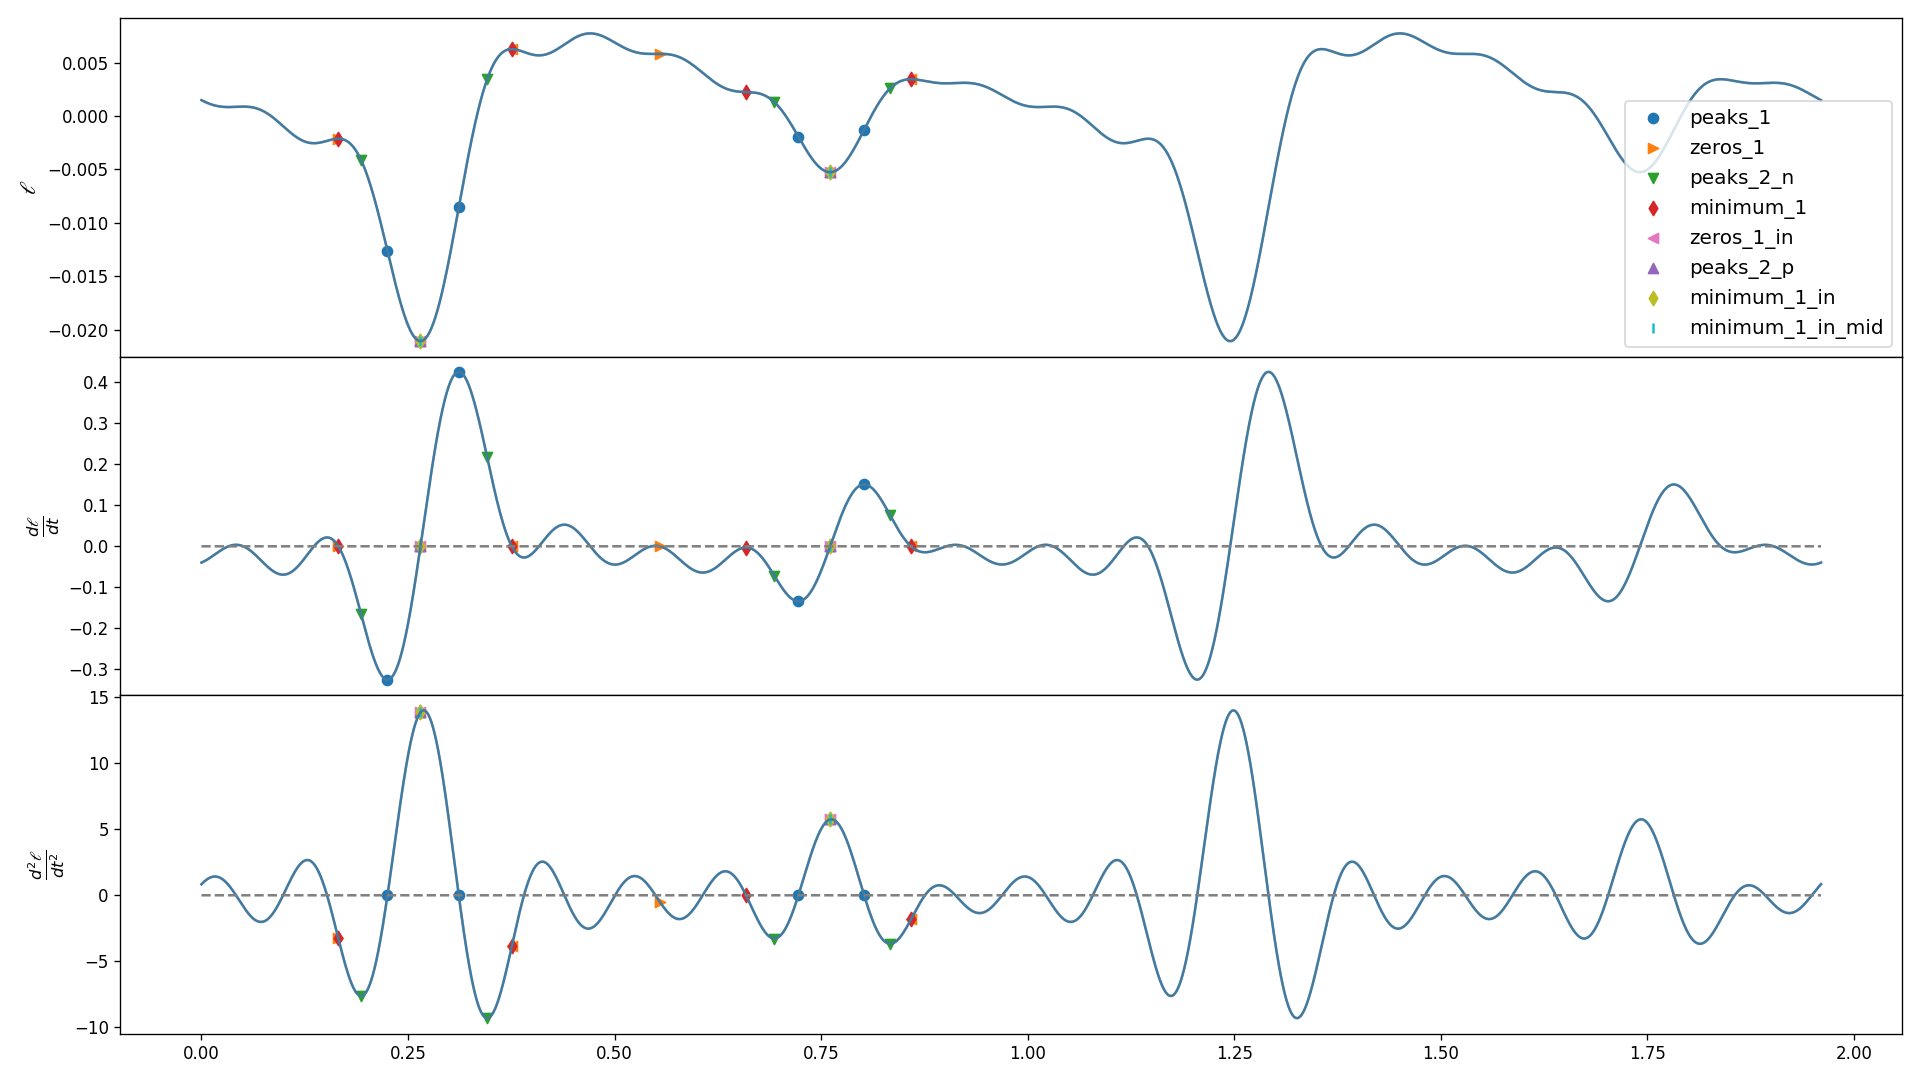 0.005
0.000
−0.005
−0.010
−0.015
−0.020
ℓ
peaks_1
zeros_1
peaks_2_n
minimum_1
zeros_1_in
peaks_2_p
minimum_1_in
minimum_1_in_mid
0.4
0.3
0.2
0.1
0.0
−0.1
−0.2
−0.3
dℓ/dt
15
10
5
0
−5
−10
d²ℓ/dt²
0.00 0.25 0.50 0.75 1.00 1.25 1.50 1.75 2.00